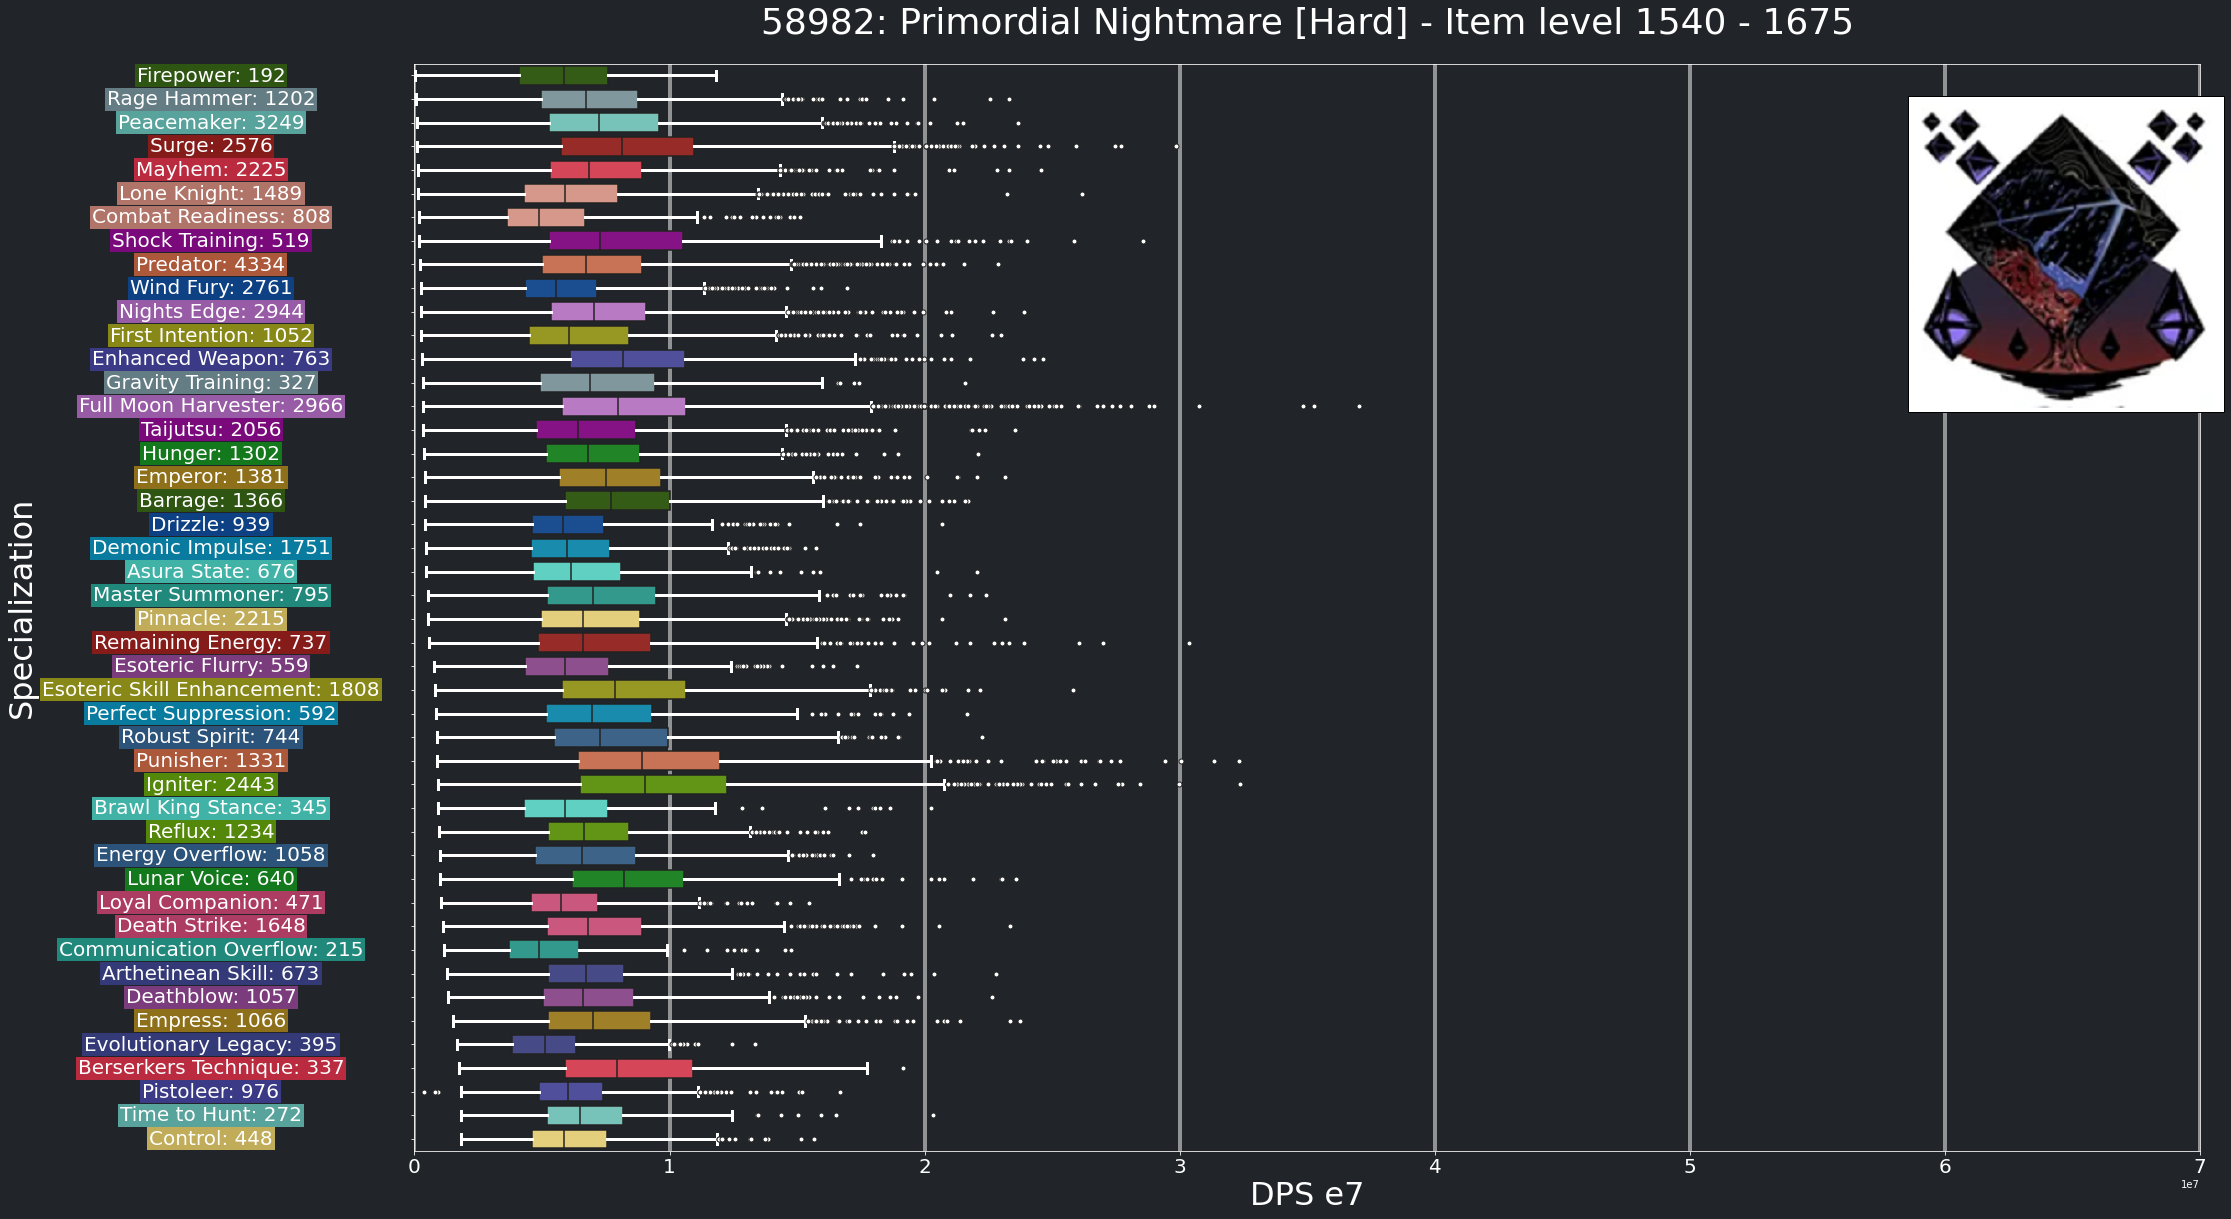 58982: Primordial Nightmare [Hard] - Item level 1540 - 1675
Specialization
Firepower: 192
Rage Hammer: 1202
Peacemaker: 3249
Surge: 2576
Mayhem: 2225
Lone Knight: 1489
Combat Readiness: 808
Shock Training: 519
Predator: 4334
Wind Fury: 2761
Nights Edge: 2944
First Intention: 1052
Enhanced Weapon: 763
Gravity Training: 327
Full Moon Harvester: 2966
Taijutsu: 2056
Hunger: 1302
Emperor: 1381
Barrage: 1366
Drizzle: 939
Demonic Impulse: 1751
Asura State: 676
Master Summoner: 795
Pinnacle: 2215
Remaining Energy: 737
Esoteric Flurry: 559
Esoteric Skill Enhancement: 1808
Perfect Suppression: 592
Robust Spirit: 744
Punisher: 1331
Igniter: 2443
Brawl King Stance: 345
Reflux: 1234
Energy Overflow: 1058
Lunar Voice: 640
Loyal Companion: 471
Death Strike: 1648
Communication Overflow: 215
Arthetinean Skill: 673
Deathblow: 1057
Empress: 1066
Evolutionary Legacy: 395
Berserkers Technique: 337
Pistoleer: 976
Time to Hunt: 272
Control: 448
0 1 2 3 4 5 6 7
1e7
DPS e7